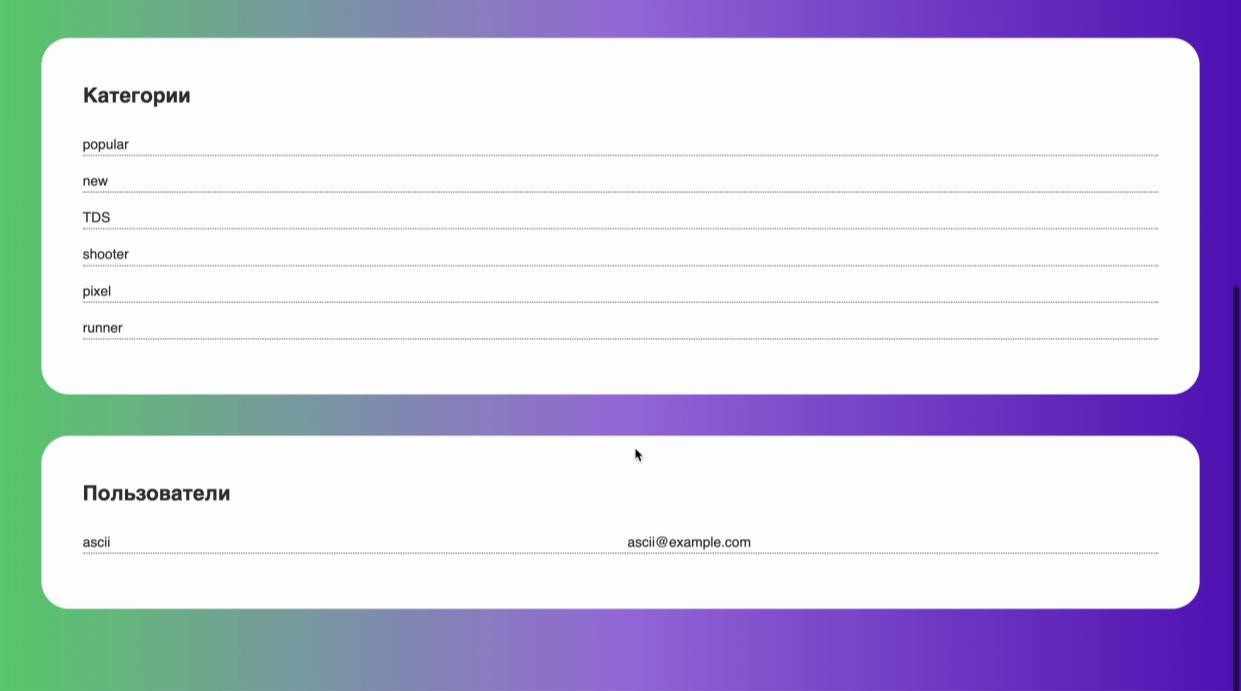 Категории
popular
new
TDS
shooter
pixel
runner
Пользователи
ascii ascii@example.com